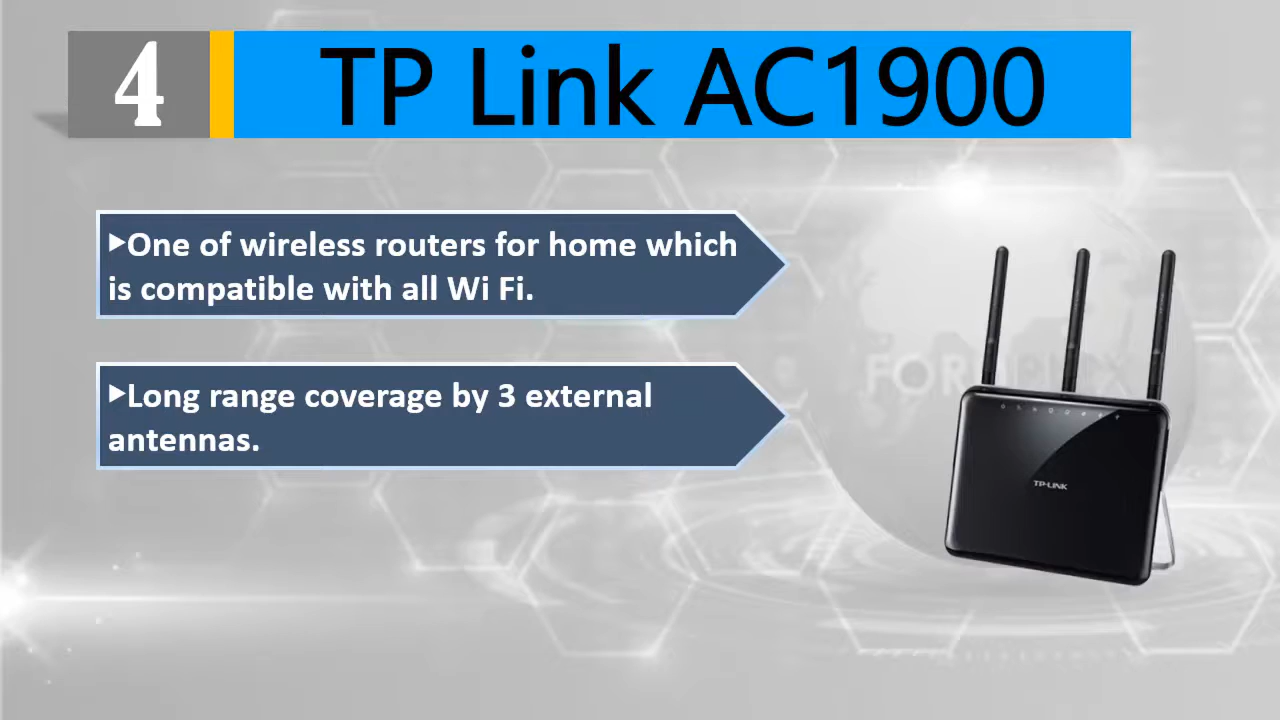 4
TP Link AC1900
▶One of wireless routers for home which
is compatible with all Wi Fi.
▶Long range coverage by 3 external
antennas.
TP-LINK